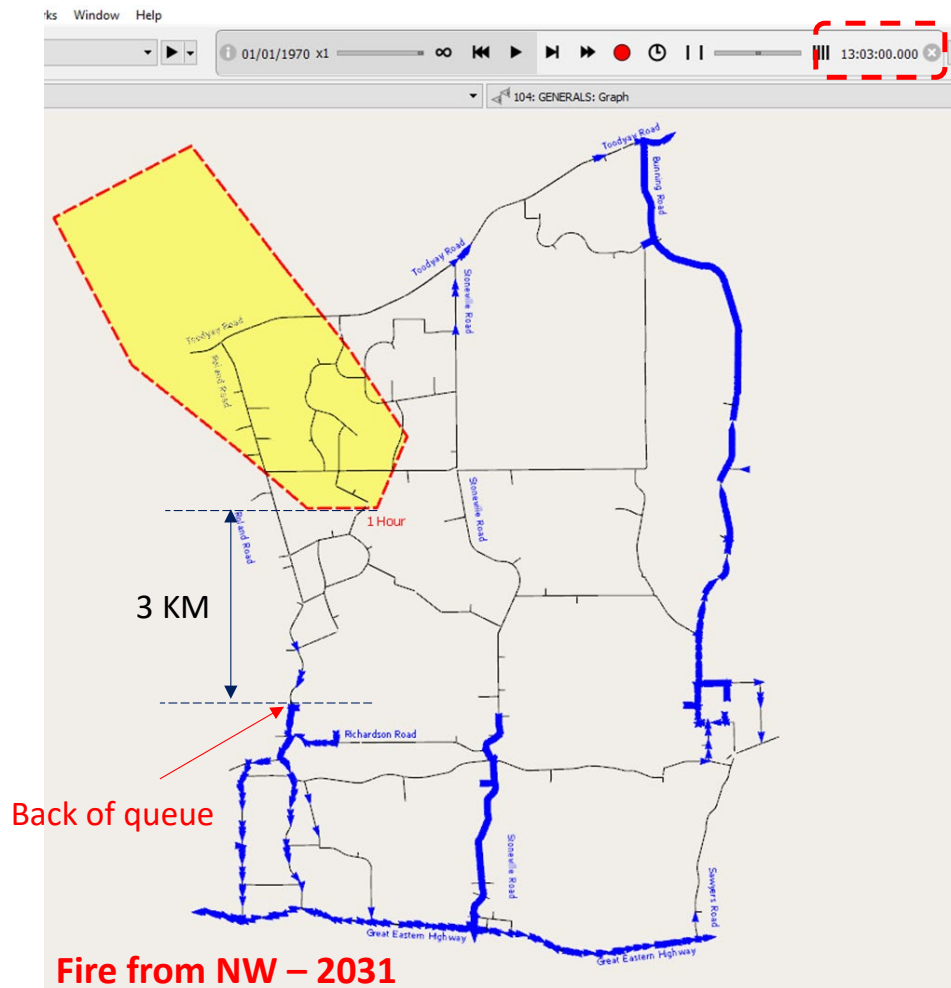 rks Window Help
01/01/1970 x1
13:03:00.000
104: GENERALS: Graph
Toodyay Road
Bunning Road
Toodyay Road
Stoneville Road
Toodyay Road
Roland Road
Stoneville Road
Roland Road
1 Hour
3 KM
Richardson Road
Back of queue
Stoneville Road
Sawyers Road
Great Eastern Highway
Great Eastern Highway
Fire from NW – 2031